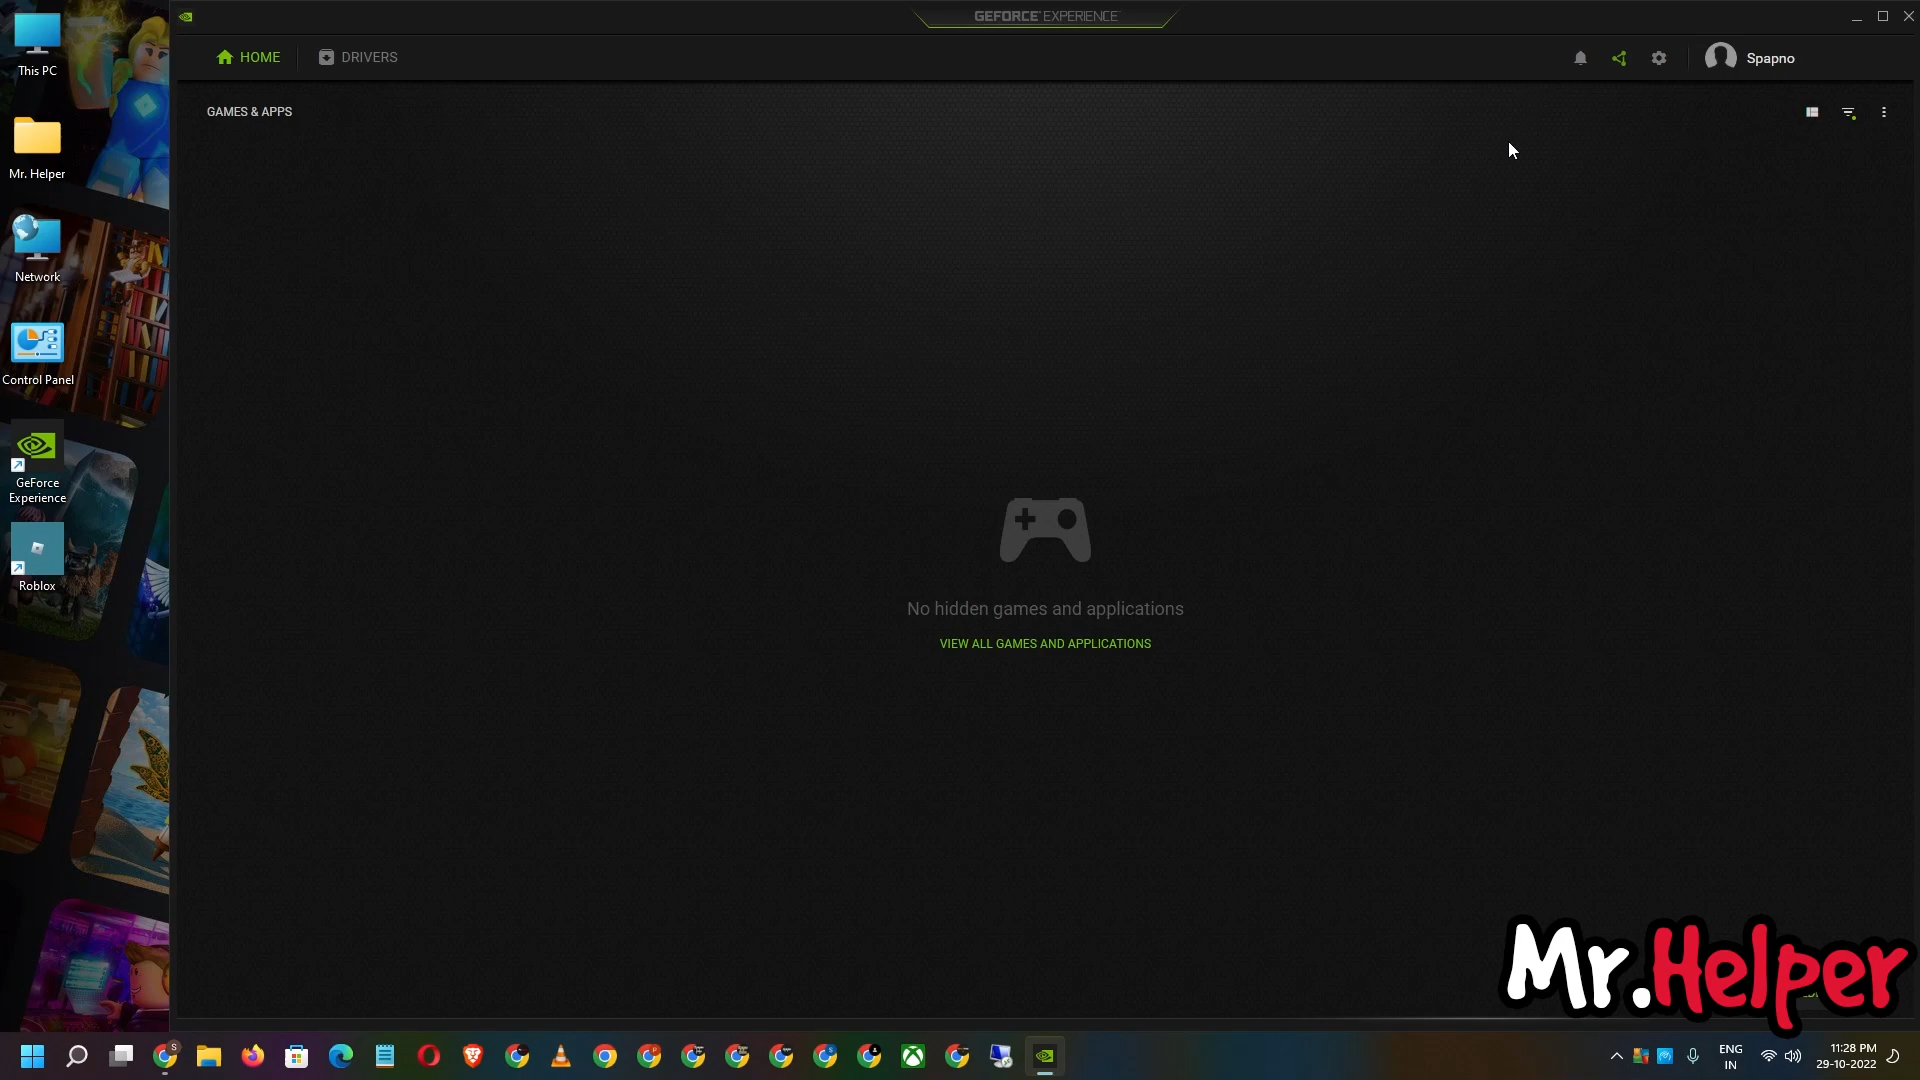 GEFORCE EXPERIENCE
HOME
DRIVERS
Spapno
GAMES & APPS
This PC
Mr. Helper
Network
Control Panel
GeForce
Experience
Roblox
No hidden games and applications
VIEW ALL GAMES AND APPLICATIONS
Mr.Helper
S
ENG
IN
11:28 PM
29-10-2022